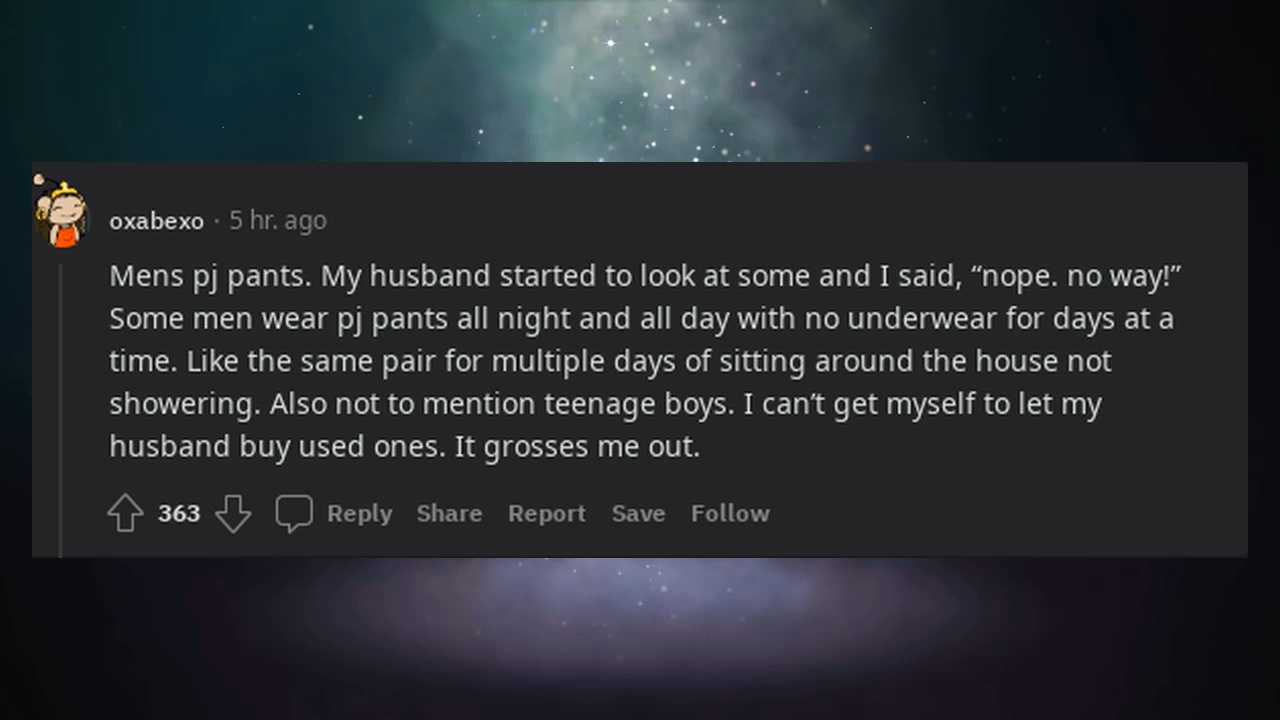 oxabexo · 5 hr. ago
Mens pj pants. My husband started to look at some and I said, “nope. no way!”
Some men wear pj pants all night and all day with no underwear for days at a
time. Like the same pair for multiple days of sitting around the house not
showering. Also not to mention teenage boys. I can’t get myself to let my
husband buy used ones. It grosses me out.
363 Reply Share Report Save Follow